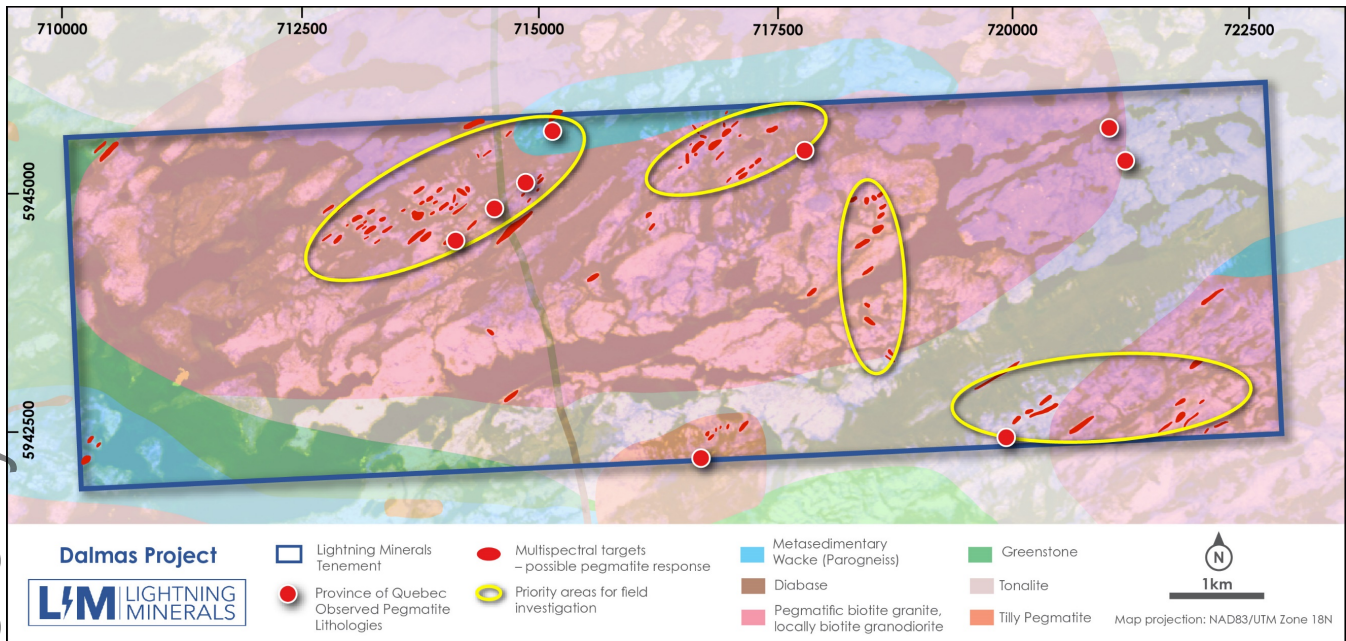 710000
712500
715000
717500
720000
722500
5945000
5942500
Dalmas Project
LM LIGHTNING
MINERALS
Lightning Minerals
Tenement
Province of Quebec
Observed Pegmatite
Lithologies
Multispectral targets
– possible pegmatite response
Priority areas for field
investigation
Metasedimentary
Wacke (Parogneiss)
Diabase
Pegmatific biotite granite,
locally biotite granodiorite
Greenstone
Tonalite
Tilly Pegmatite
N
1km
Map projection: NAD83/UTM Zone 18N